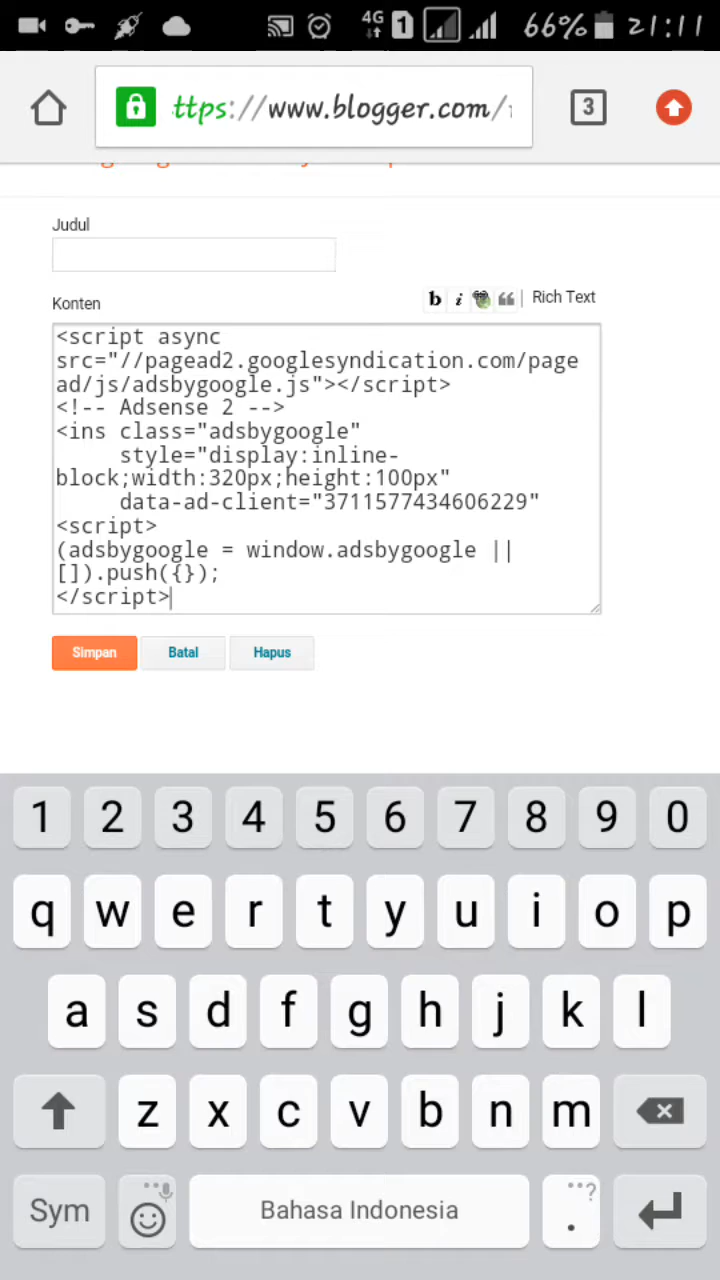 4G 1 66% 21:11
ttps://www.blogger.com/
3
Judul
Konten
b i Rich Text
<script async
src="//pagead2.googlesyndication.com/page
ad/js/adsbygoogle.js"></script>
<!-- Adsense 2 -->
<ins class="adsbygoogle"
style="display:inline-
block;width:320px;height:100px"
data-ad-client="3711577434606229"
<script>
(adsbygoogle = window.adsbygoogle ||
[]).push({});
</script>
Simpan Batal Hapus
1 2 3 4 5 6 7 8 9 0
q w e r t y u i o p
a s d f g h j k l
z x c v b n m
Sym Bahasa Indonesia . ?